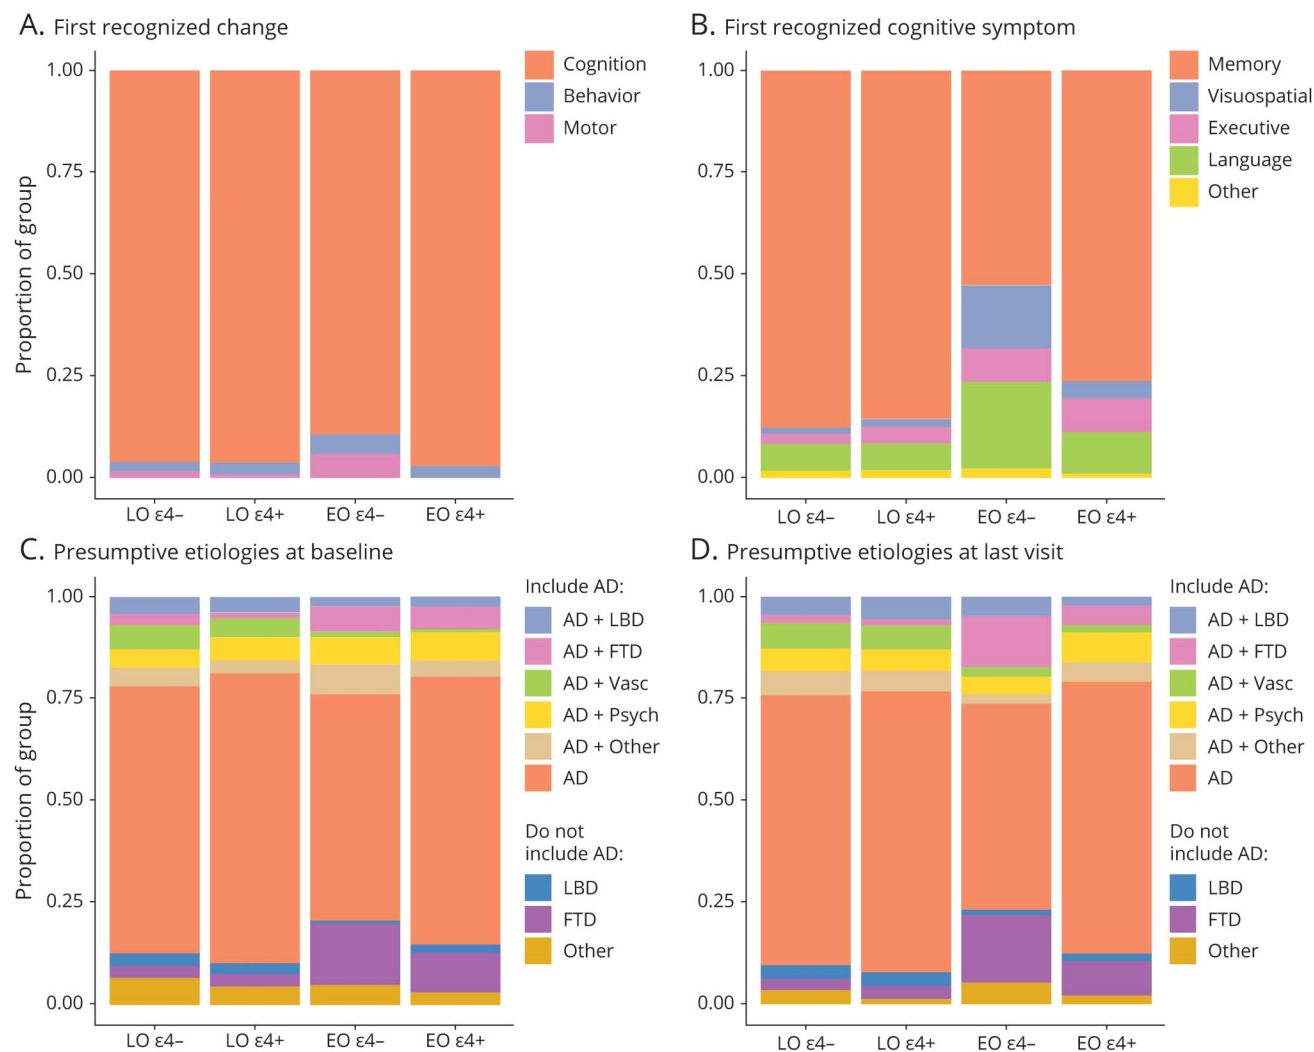 A. First recognized change
Proportion of group
1.00
0.75
0.50
0.25
0.00
LO ε4– LO ε4+ EO ε4– EO ε4+
Cognition
Behavior
Motor
B. First recognized cognitive symptom
1.00
0.75
0.50
0.25
0.00
LO ε4– LO ε4+ EO ε4– EO ε4+
Memory
Visuospatial
Executive
Language
Other
C. Presumptive etiologies at baseline
Proportion of group
1.00
0.75
0.50
0.25
0.00
LO ε4– LO ε4+ EO ε4– EO ε4+
Include AD:
AD + LBD
AD + FTD
AD + Vasc
AD + Psych
AD + Other
AD
Do not
include AD:
LBD
FTD
Other
D. Presumptive etiologies at last visit
1.00
0.75
0.50
0.25
0.00
LO ε4– LO ε4+ EO ε4– EO ε4+
Include AD:
AD + LBD
AD + FTD
AD + Vasc
AD + Psych
AD + Other
AD
Do not
include AD:
LBD
FTD
Other